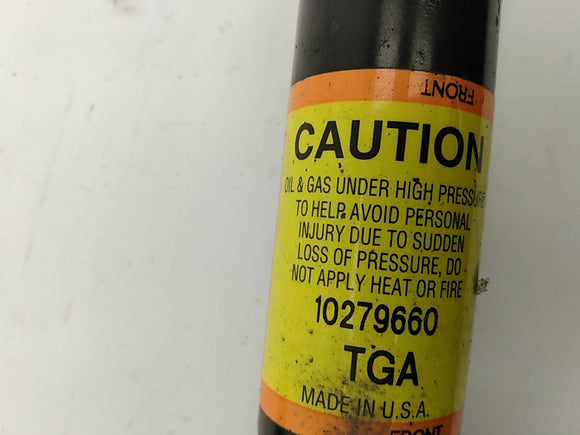 FRONT
CAUTION
OIL & GAS UNDER HIGH PRESSURE
TO HELP AVOID PERSONAL
INJURY DUE TO SUDDEN
LOSS OF PRESSURE, DO
NOT APPLY HEAT OR FIRE
10279660
TGA
MADE IN U.S.A.
FRONT